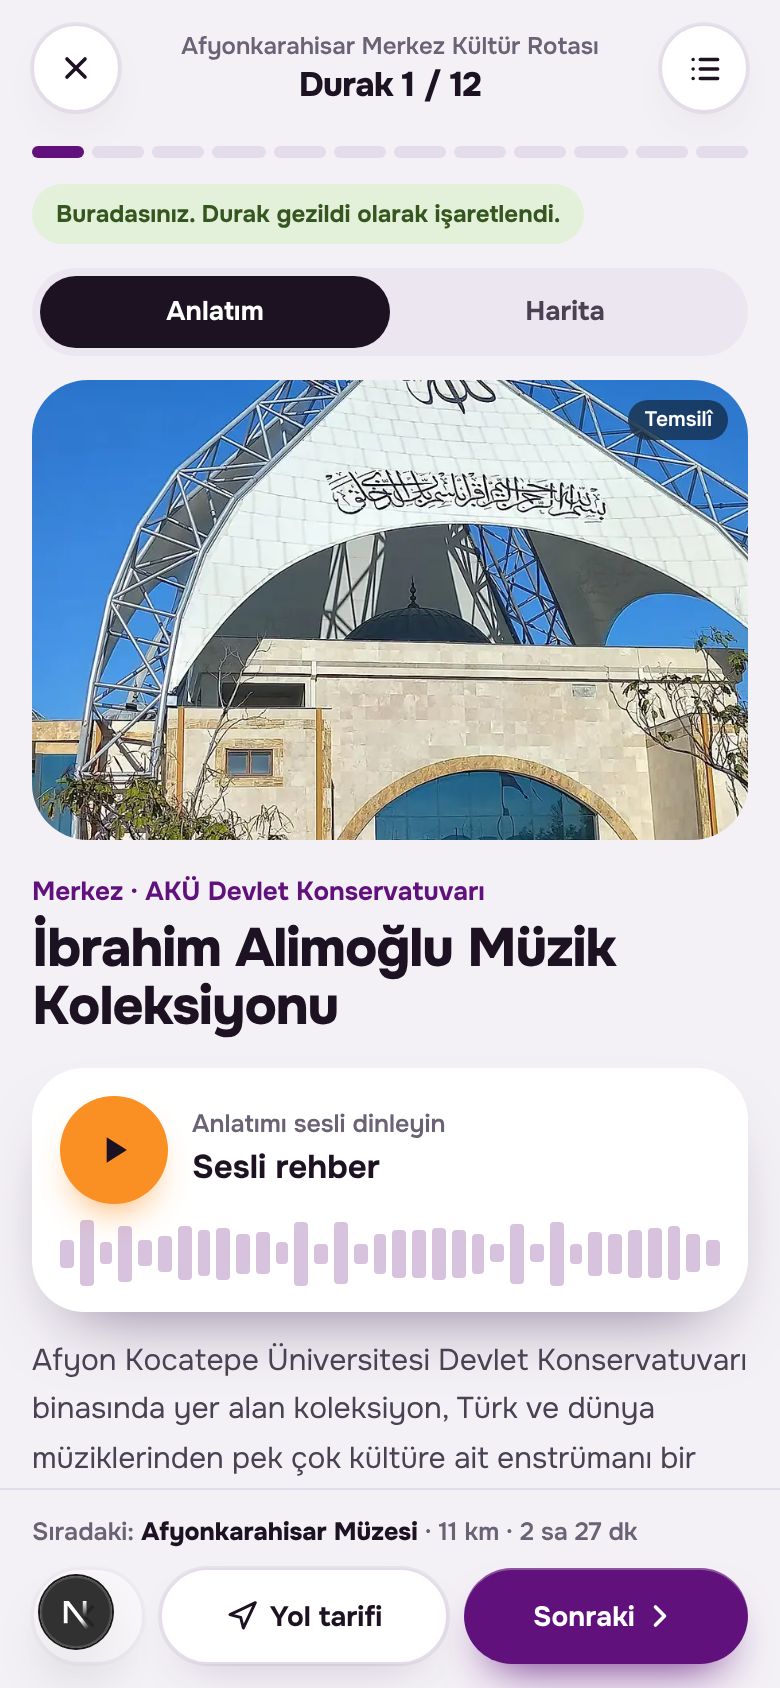 Afyonkarahisar Merkez Kültür Rotası
Durak 1 / 12
Buradasınız. Durak gezildi olarak işaretlendi.
Anlatım
Harita
Temsilî
Merkez · AKÜ Devlet Konservatuvarı
İbrahim Alimoğlu Müzik
Koleksiyonu
Anlatımı sesli dinleyin
Sesli rehber
Afyon Kocatepe Üniversitesi Devlet Konservatuvarı
binasında yer alan koleksiyon, Türk ve dünya
müziklerinden pek çok kültüre ait enstrümanı bir
Sıradaki: Afyonkarahisar Müzesi · 11 km · 2 sa 27 dk
N
Yol tarifi
Sonraki